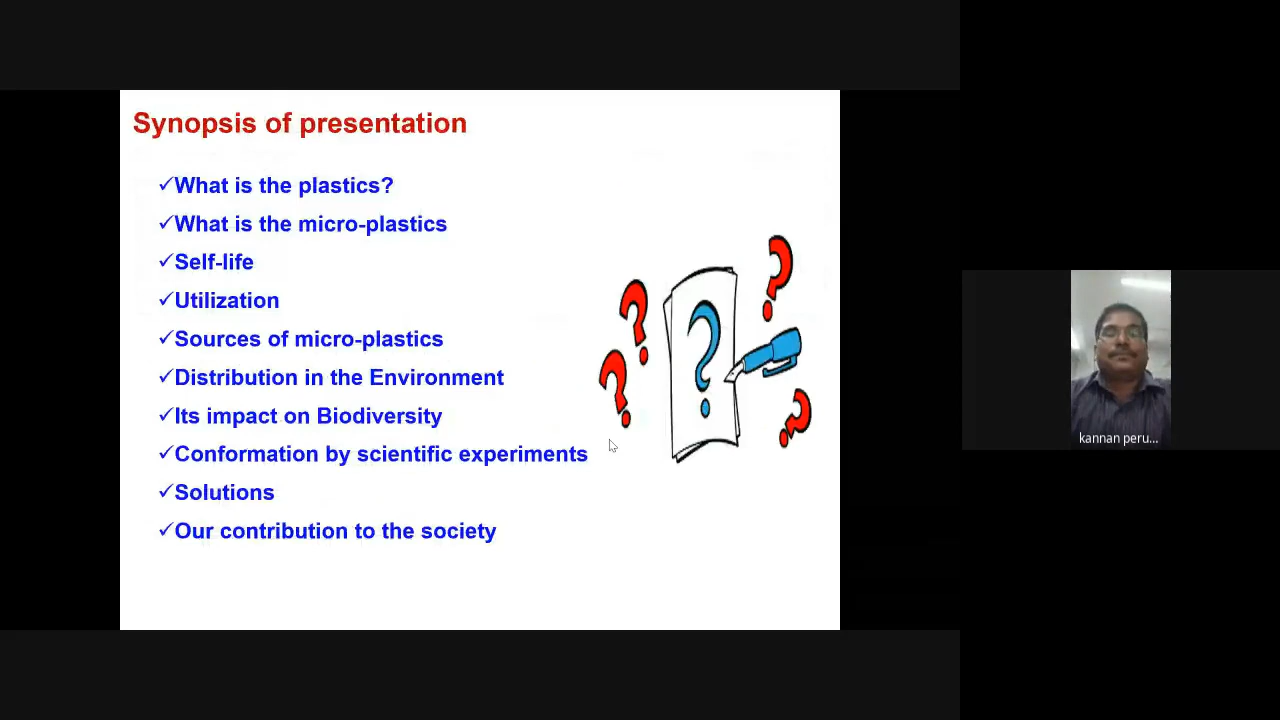 Synopsis of presentation
✓What is the plastics?
✓What is the micro-plastics
✓Self-life
✓Utilization
✓Sources of micro-plastics
✓Distribution in the Environment
✓Its impact on Biodiversity
✓Conformation by scientific experiments
✓Solutions
✓Our contribution to the society
kannan peru...